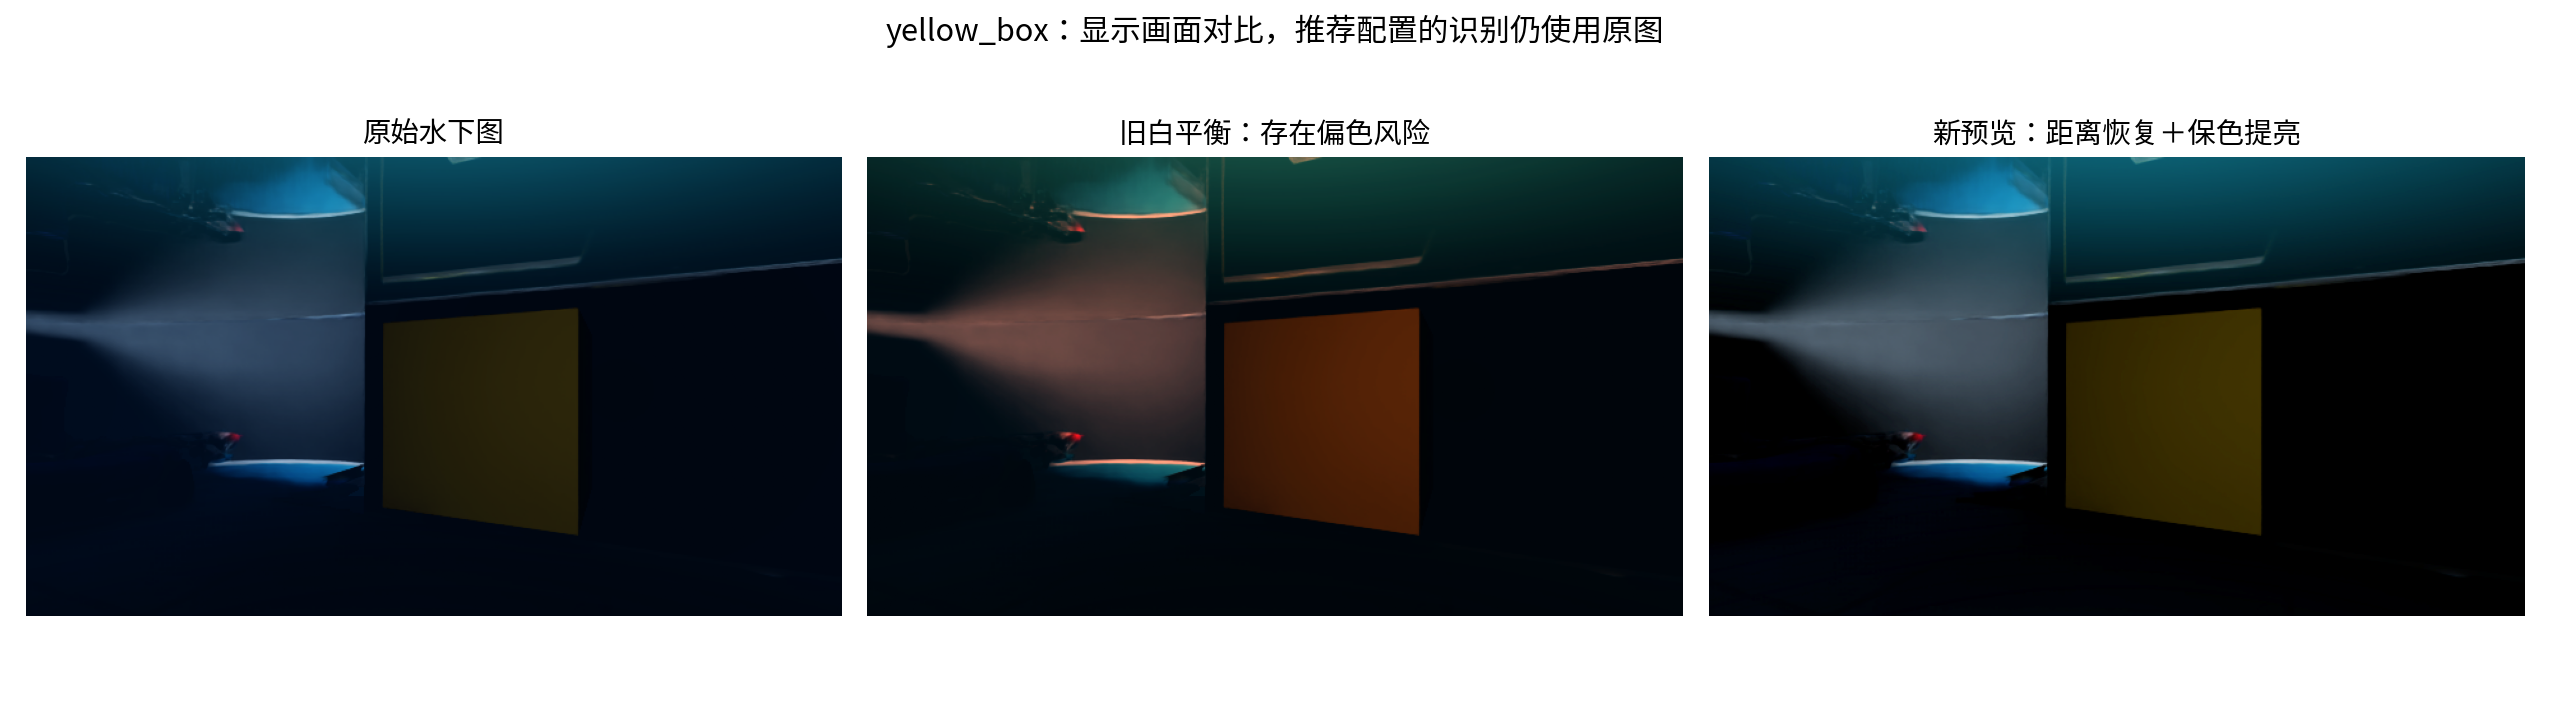 yellow_box：显示画面对比，推荐配置的识别仍使用原图
原始水下图
旧白平衡：存在偏色风险
新预览：距离恢复＋保色提亮